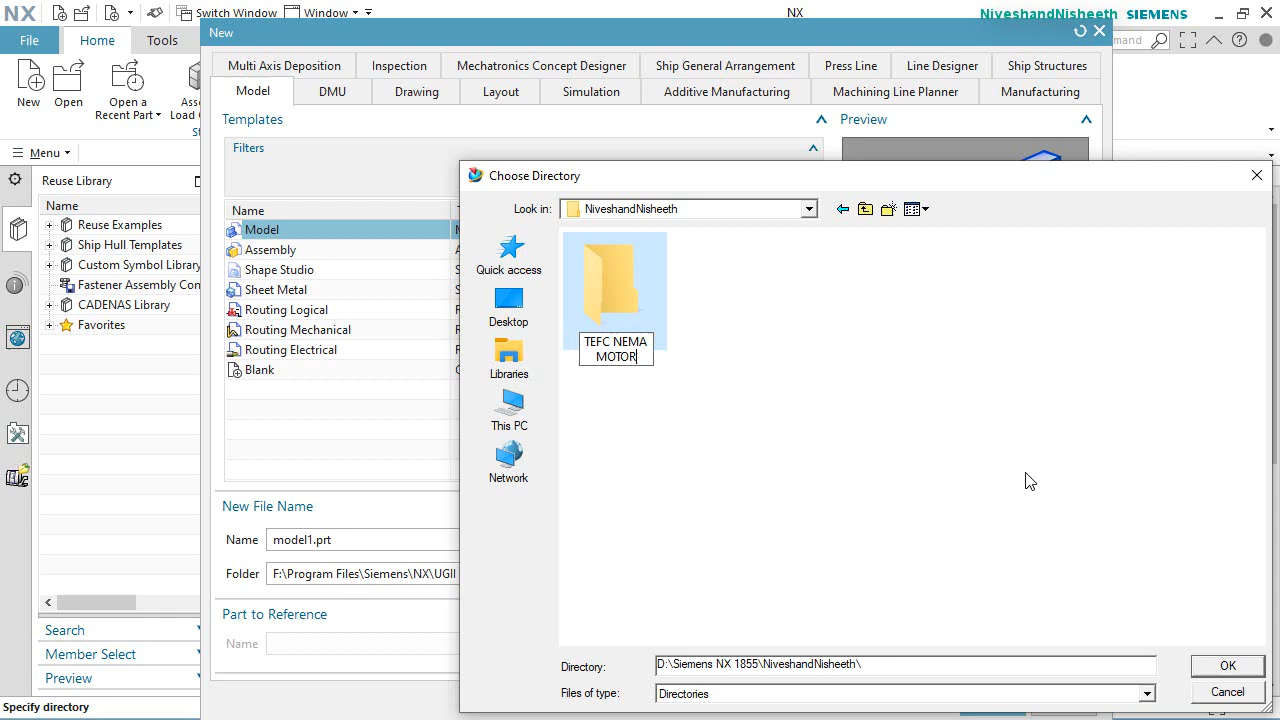 NX Switch Window Window NX NiveshandNisheeth SIEMENS
File Home Tools mand
New
New Open Open a Recent Part Ass Load
Multi Axis Deposition Inspection Mechatronics Concept Designer Ship General Arrangement Press Line Line Designer Ship Structures
Model DMU Drawing Layout Simulation Additive Manufacturing Machining Line Planner Manufacturing
Menu
Templates Preview
Filters
Reuse Library
Name
Reuse Examples
Ship Hull Templates
Custom Symbol Library
Fastener Assembly Con
CADENAS Library
Favorites
Name
Model
Assembly
Shape Studio
Sheet Metal
Routing Logical
Routing Mechanical
Routing Electrical
Blank
New File Name
Name model1.prt
Folder F:\Program Files\Siemens\NX\UGII
Part to Reference
Name
Search
Member Select
Preview
Specify directory
Choose Directory
Look in: NiveshandNisheeth
Quick access
Desktop
Libraries
This PC
Network
TEFC NEMA
MOTOR
Directory: D:\Siemens NX 1855\NiveshandNisheeth\ OK
Files of type: Directories Cancel